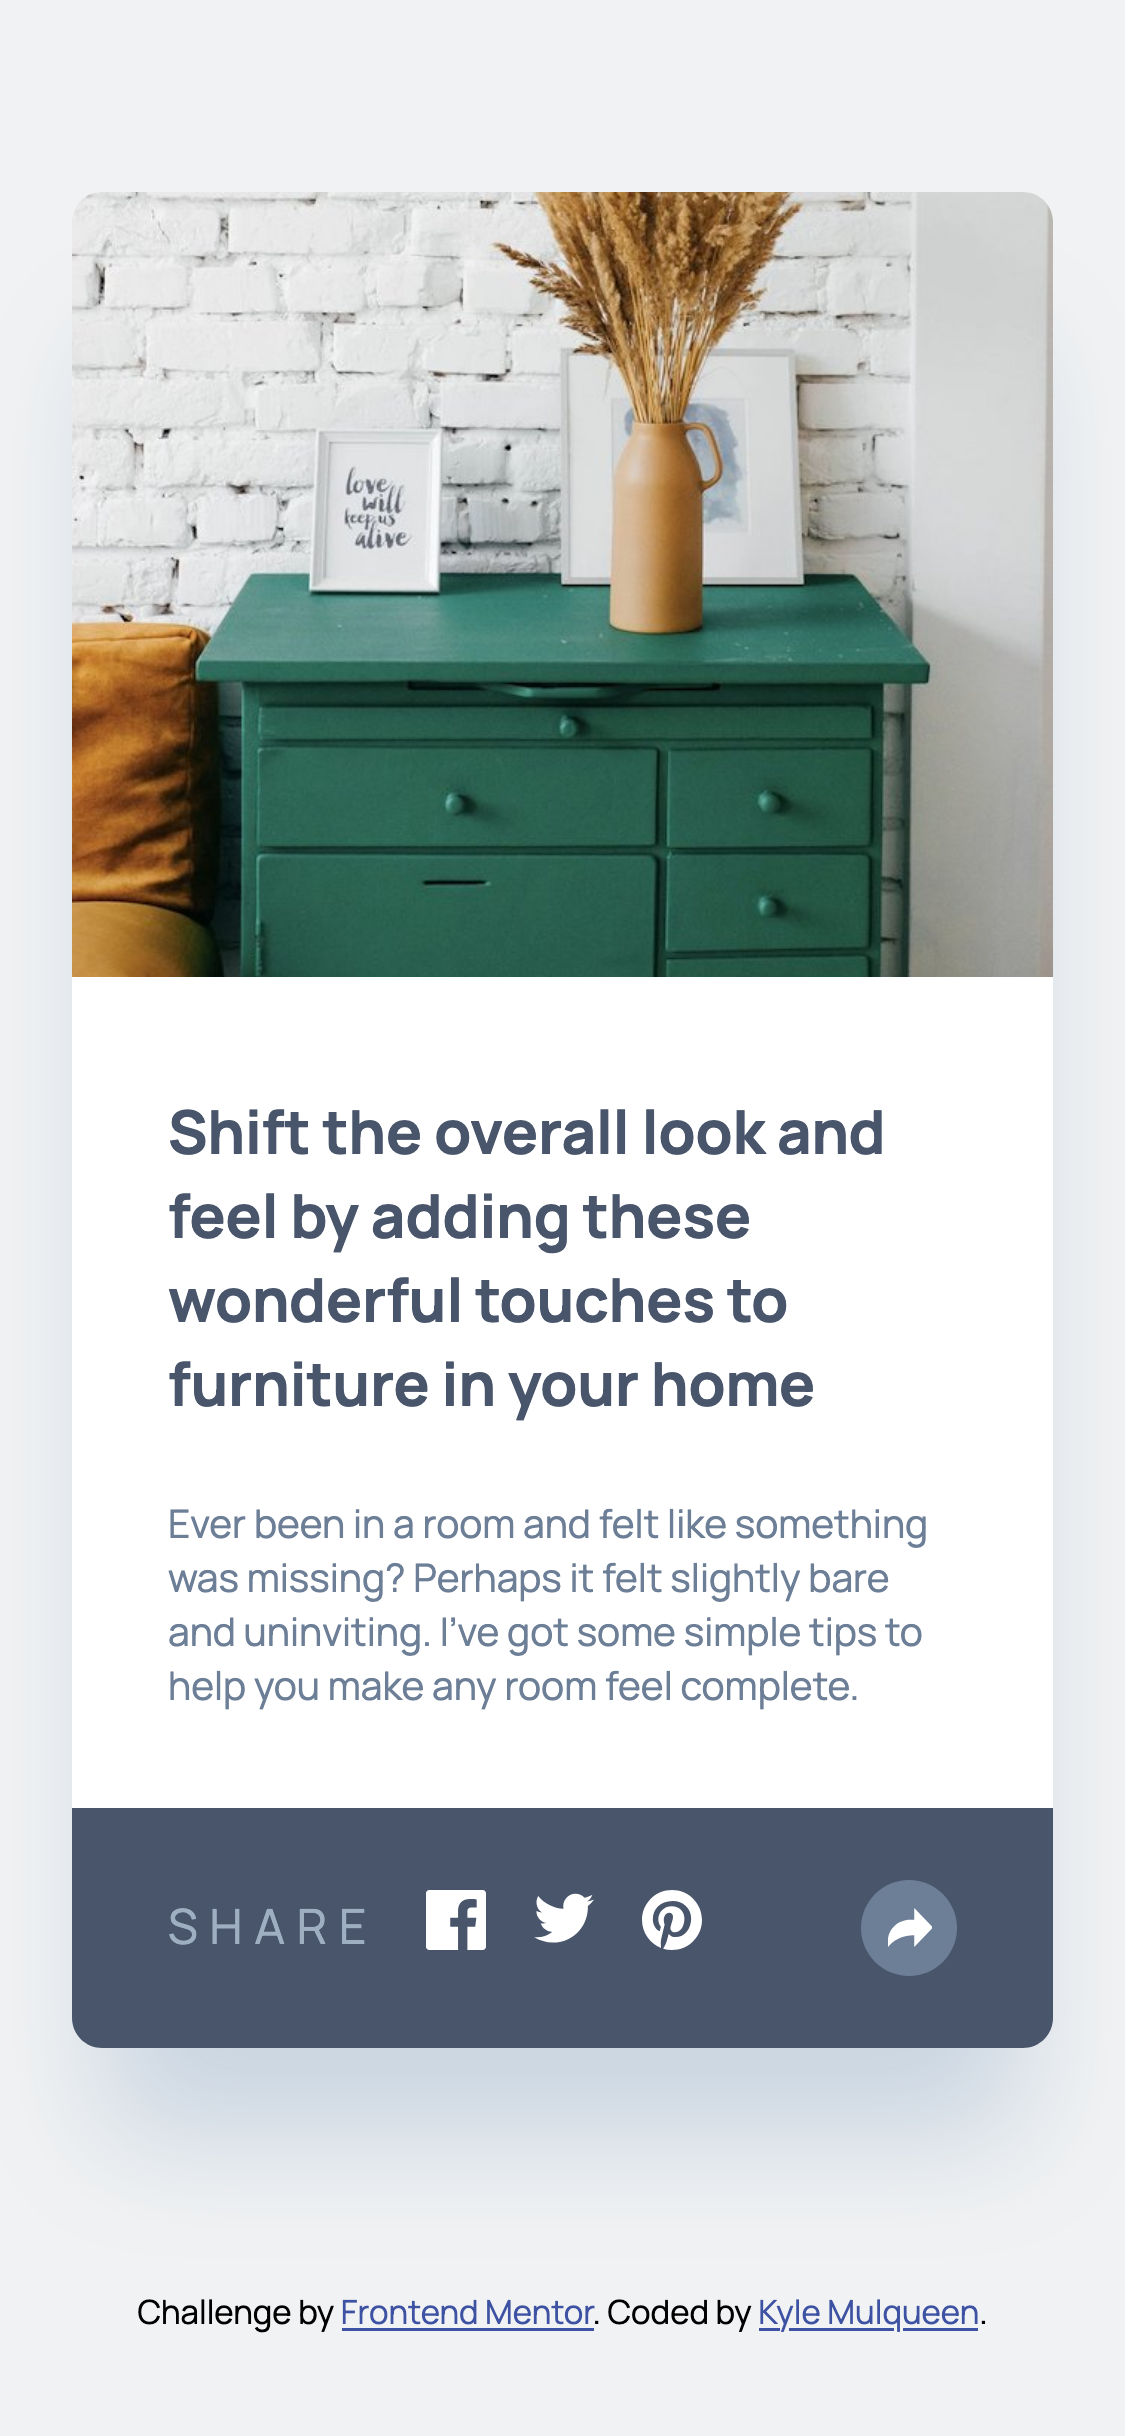 love
will
keep us
alive
Shift the overall look and
feel by adding these
wonderful touches to
furniture in your home
Ever been in a room and felt like something
was missing? Perhaps it felt slightly bare
and uninviting. I’ve got some simple tips to
help you make any room feel complete.
SHARE
Challenge by Frontend Mentor. Coded by Kyle Mulqueen.